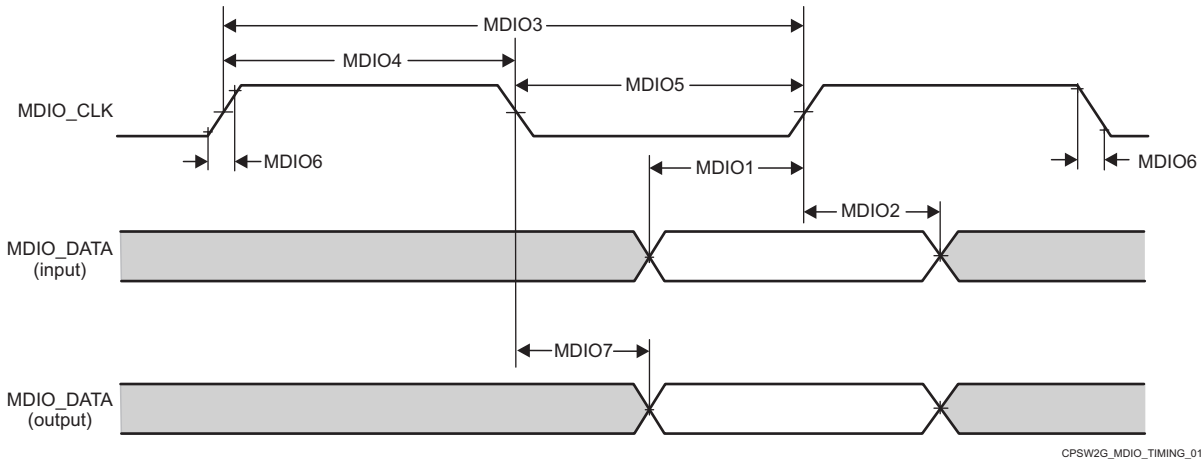 MDIO3
MDIO4
MDIO5
MDIO_CLK
MDIO6
MDIO1
MDIO6
MDIO2
MDIO_DATA
(input)
MDIO7
MDIO_DATA
(output)
CPSW2G_MDIO_TIMING_01